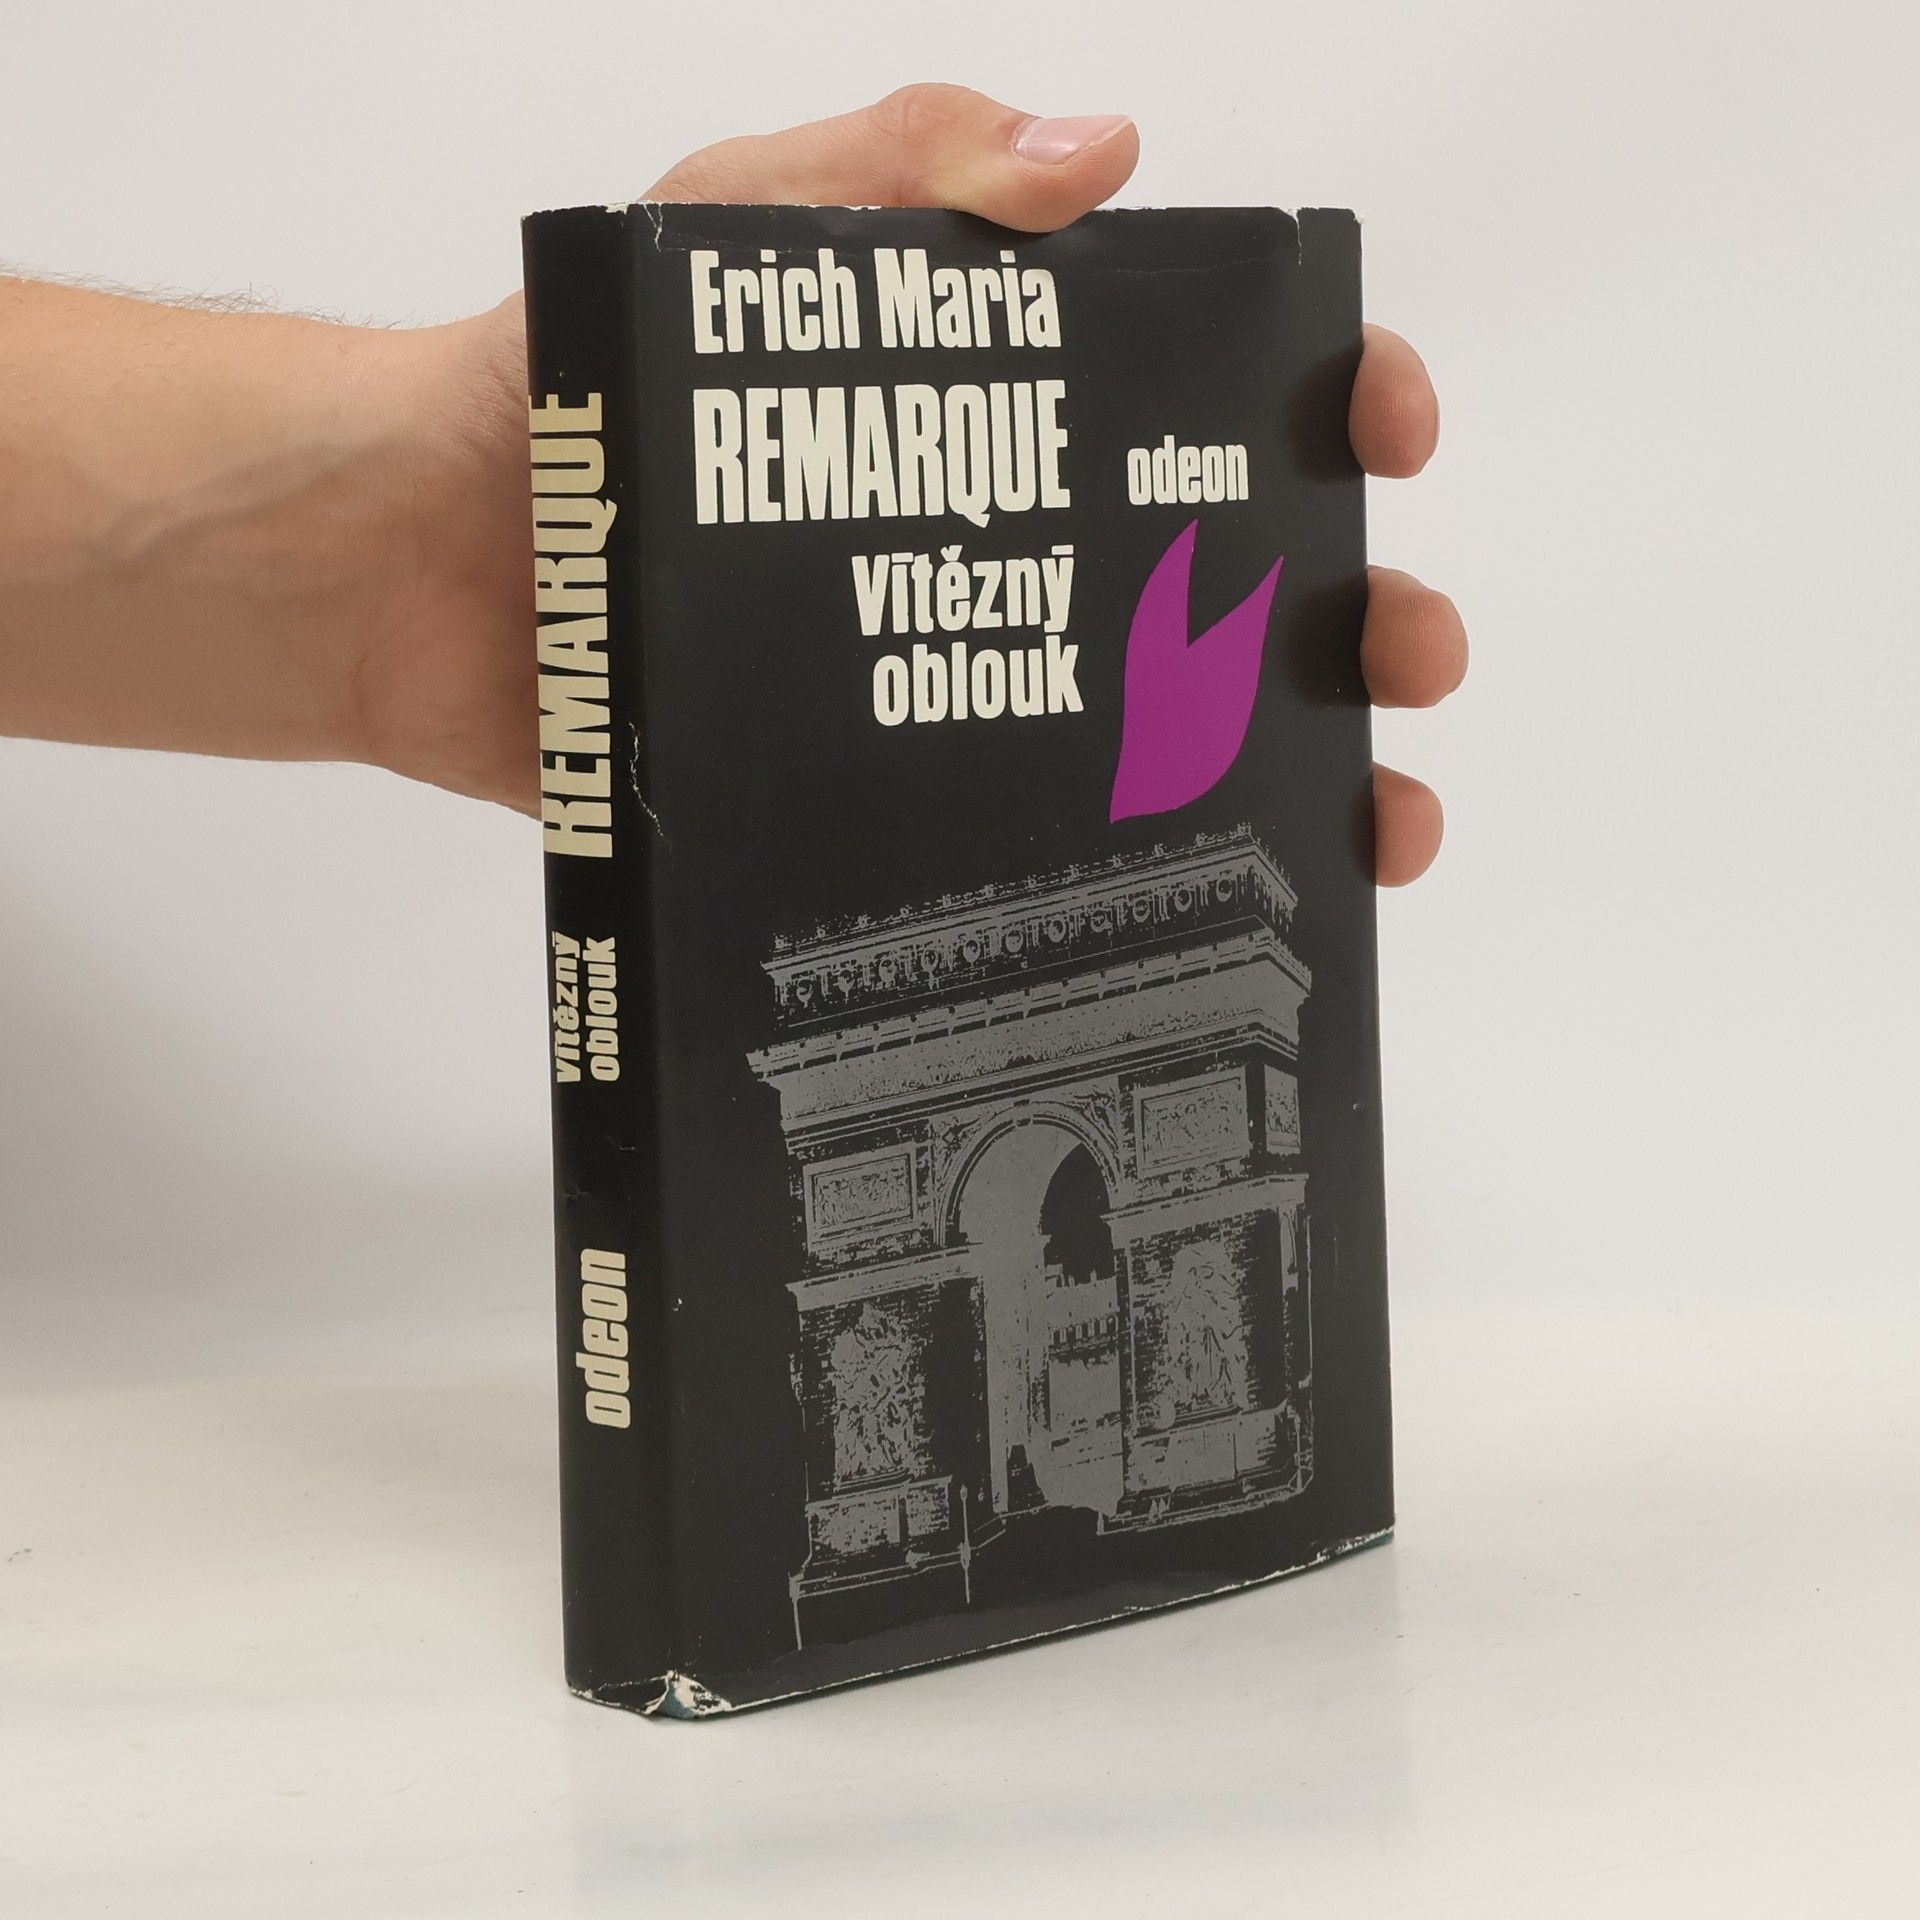 Erich Maria
REMARQUE
odeon
Vítězný
oblouk
REMARQUE
vítězný
oblouk
odeon